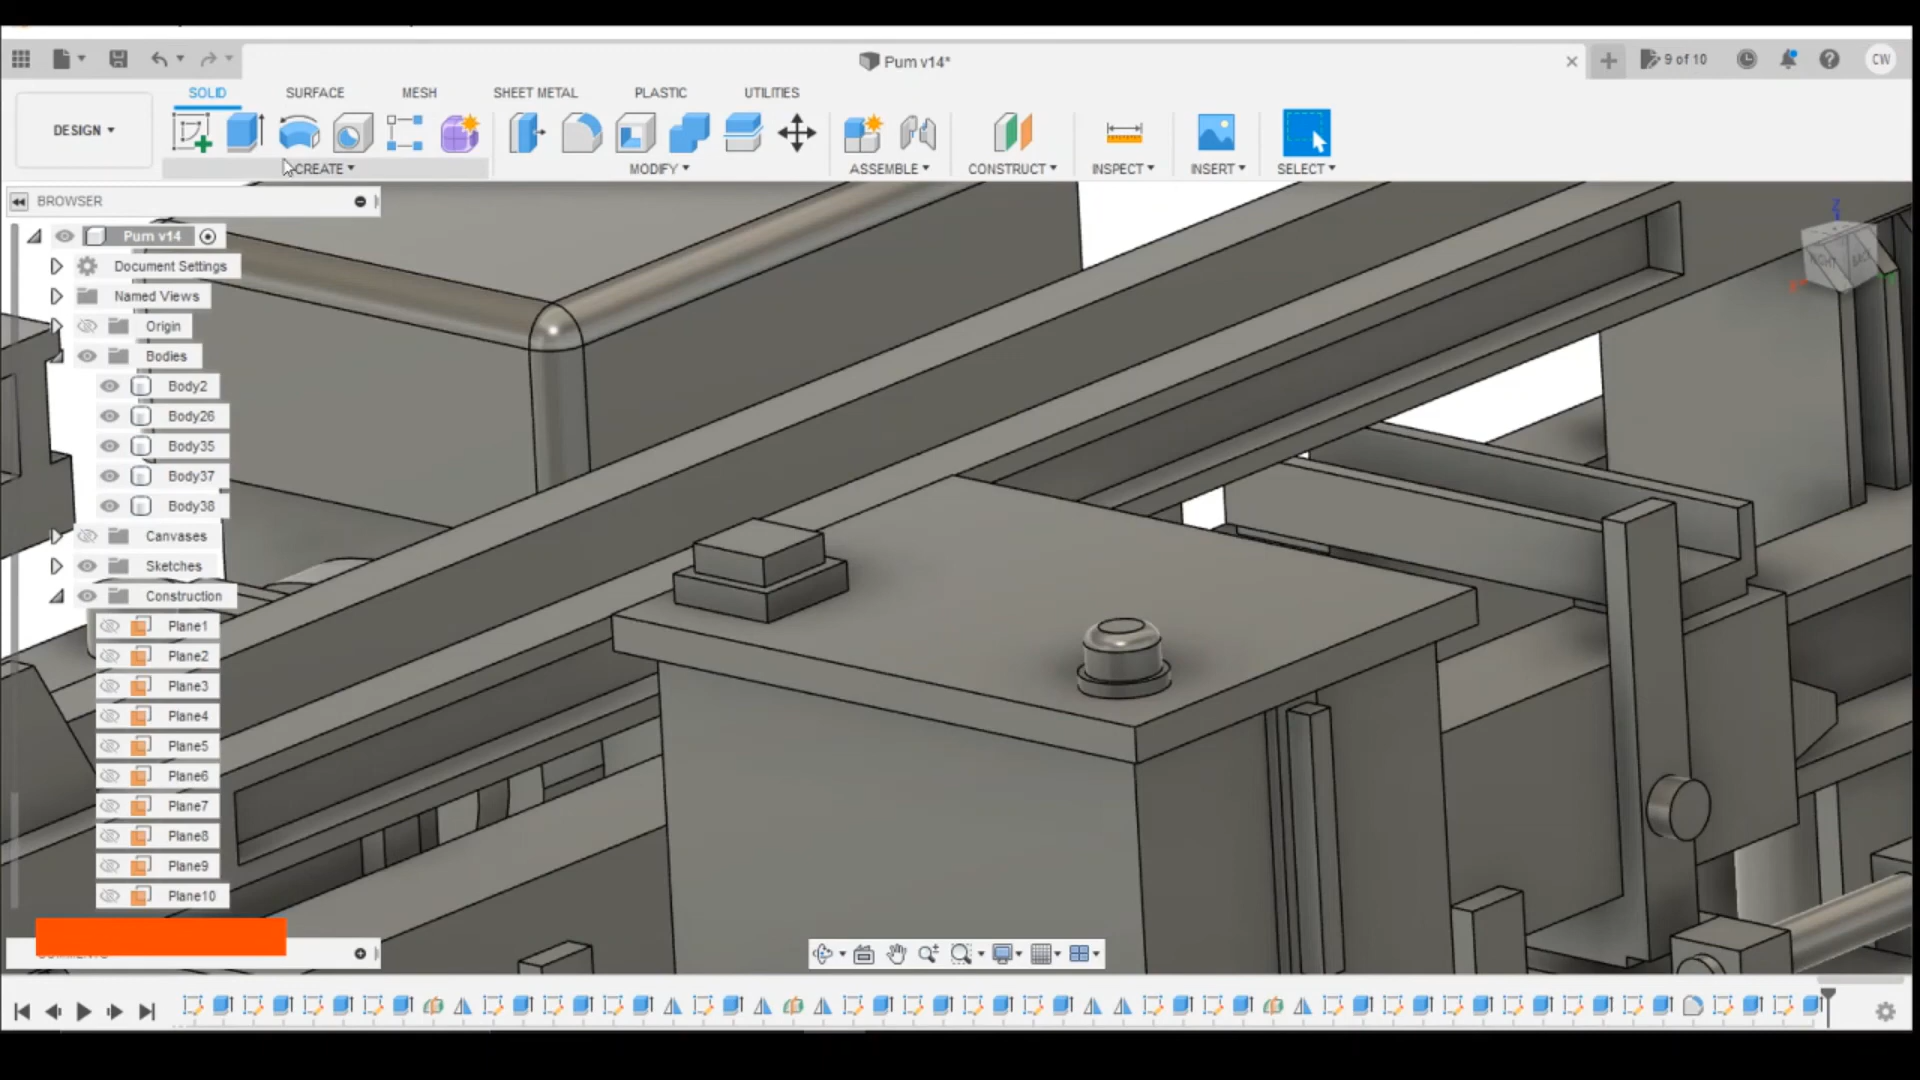 Pum v14*
9 of 10
CW
DESIGN
SOLID
SURFACE
MESH
SHEET METAL
PLASTIC
UTILITIES
CREATE
MODIFY
ASSEMBLE
CONSTRUCT
INSPECT
INSERT
SELECT
BROWSER
Pum v14
Document Settings
Named Views
Origin
Bodies
Body2
Body26
Body35
Body37
Body38
Canvases
Sketches
Construction
Plane1
Plane2
Plane3
Plane4
Plane5
Plane6
Plane7
Plane8
Plane9
Plane10
Z
RIGHT
BACK